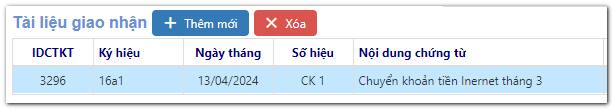 Tài liệu giao nhận + Thêm mới × Xóa
IDCTKT Ký hiệu Ngày tháng Số hiệu Nội dung chứng từ
3296 16a1 13/04/2024 CK 1 Chuyển khoản tiền Inernet tháng 3